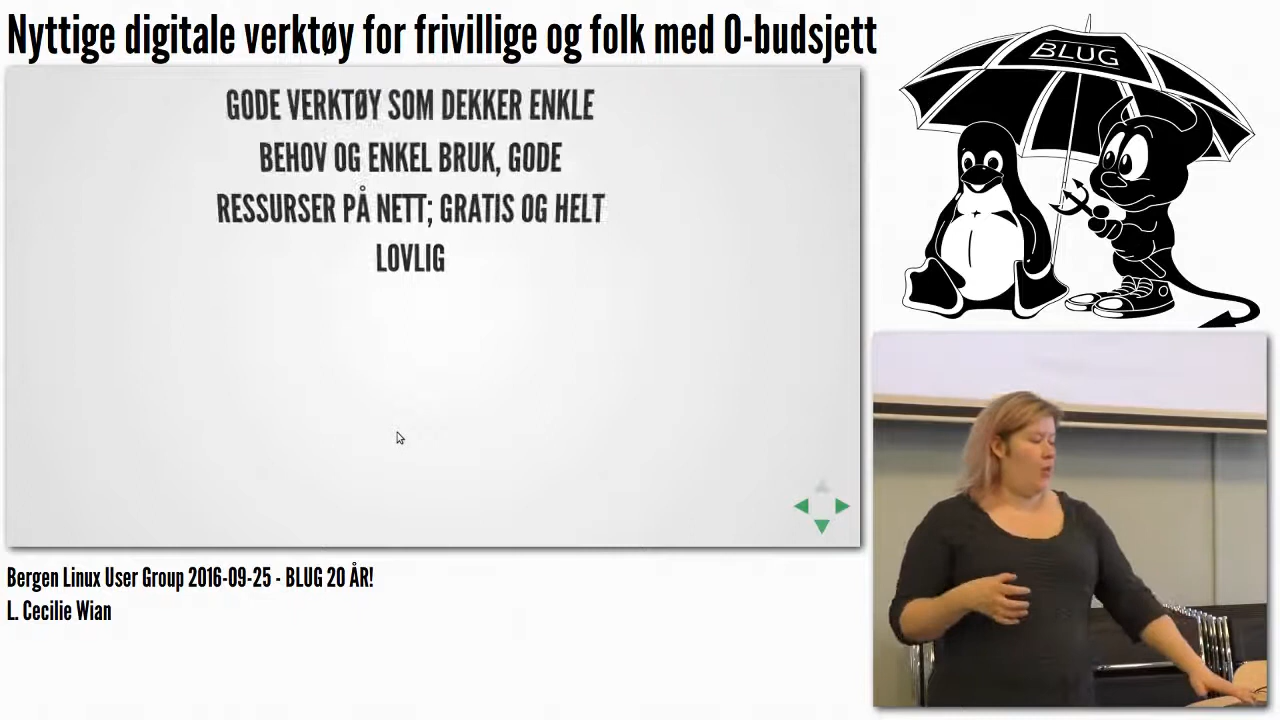 Nyttige digitale verktøy for frivillige og folk med 0-budsjett
BLUG
GODE VERKTØY SOM DEKKER ENKLE
BEHOV OG ENKEL BRUK, GODE
RESSURSER PÅ NETT; GRATIS OG HELT
LOVLIG
Bergen Linux User Group 2016-09-25 - BLUG 20 ÅR!
L. Cecilie Wian